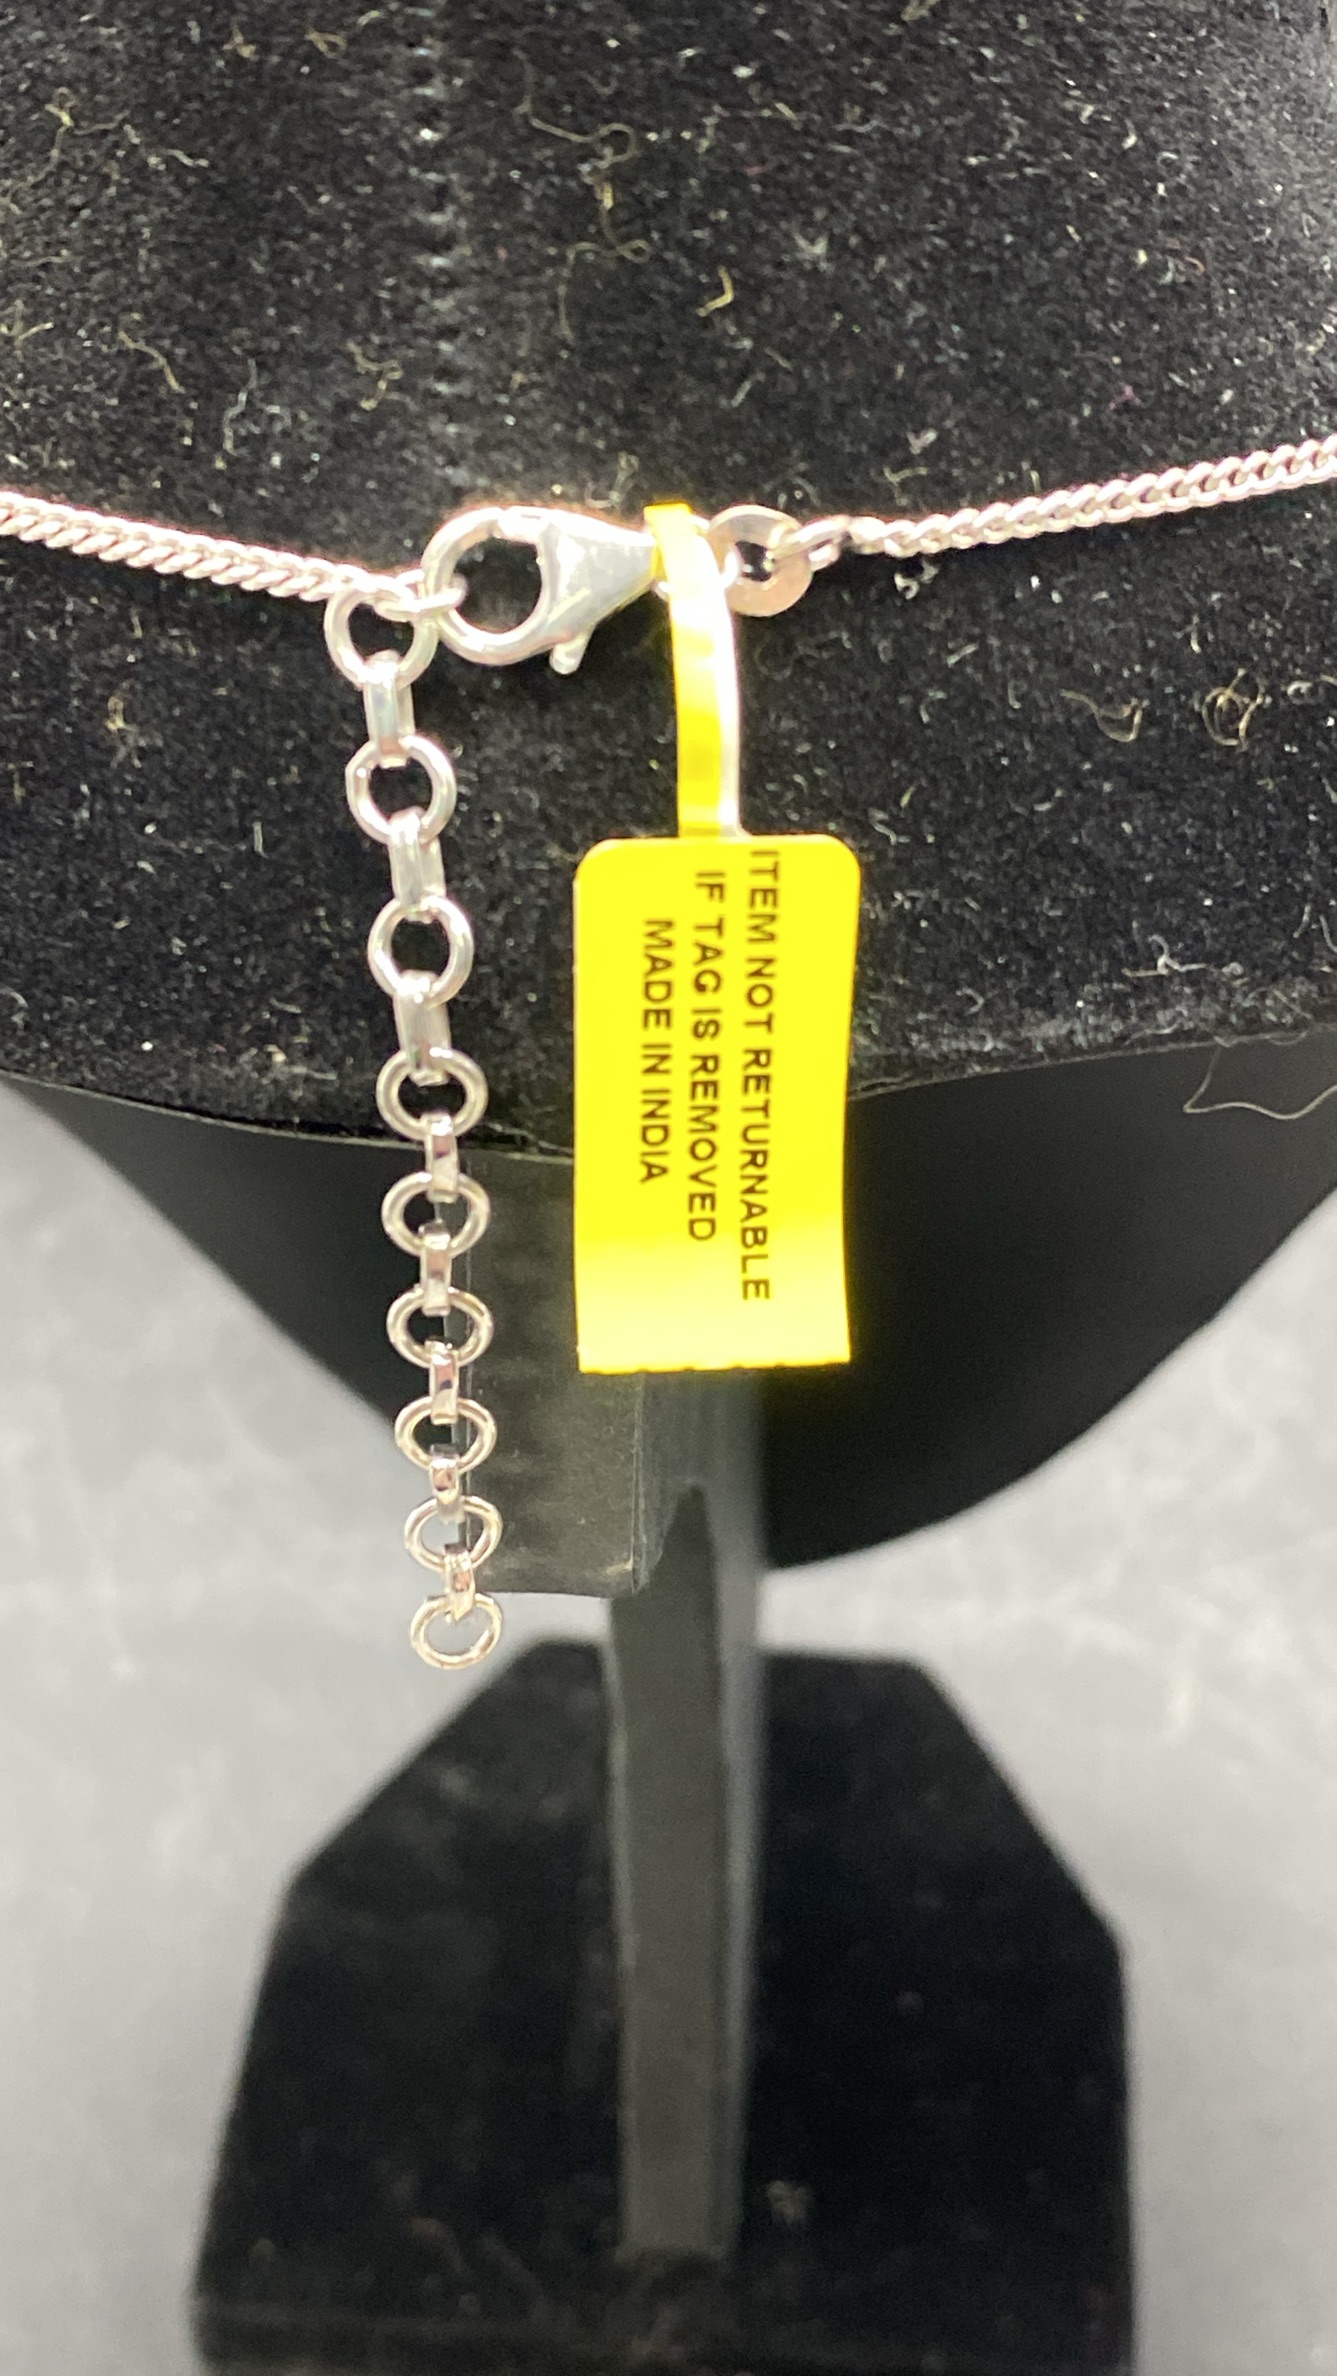 ITEM NOT RETURNABLE
IF TAG IS REMOVED
MADE IN INDIA